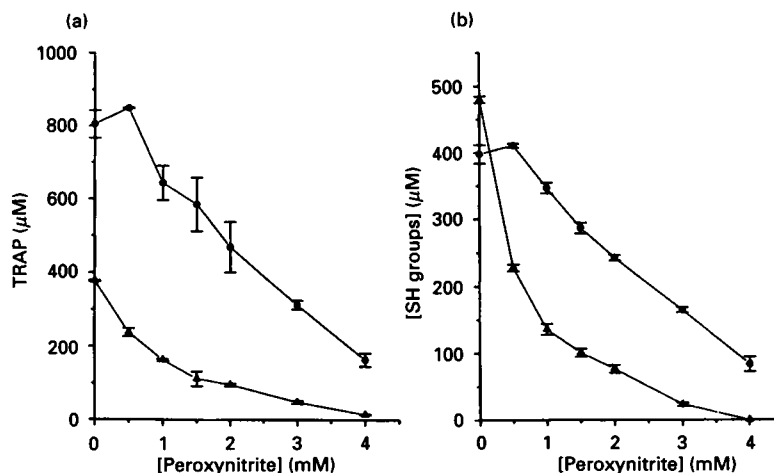 (a)
1000
800
600
400
200
0
TRAP (μM)
0 1 2 3 4
[Peroxynitrite] (mM)
(b)
500
400
300
200
100
0
[SH groups] (μM)
0 1 2 3 4
[Peroxynitrite] (mM)